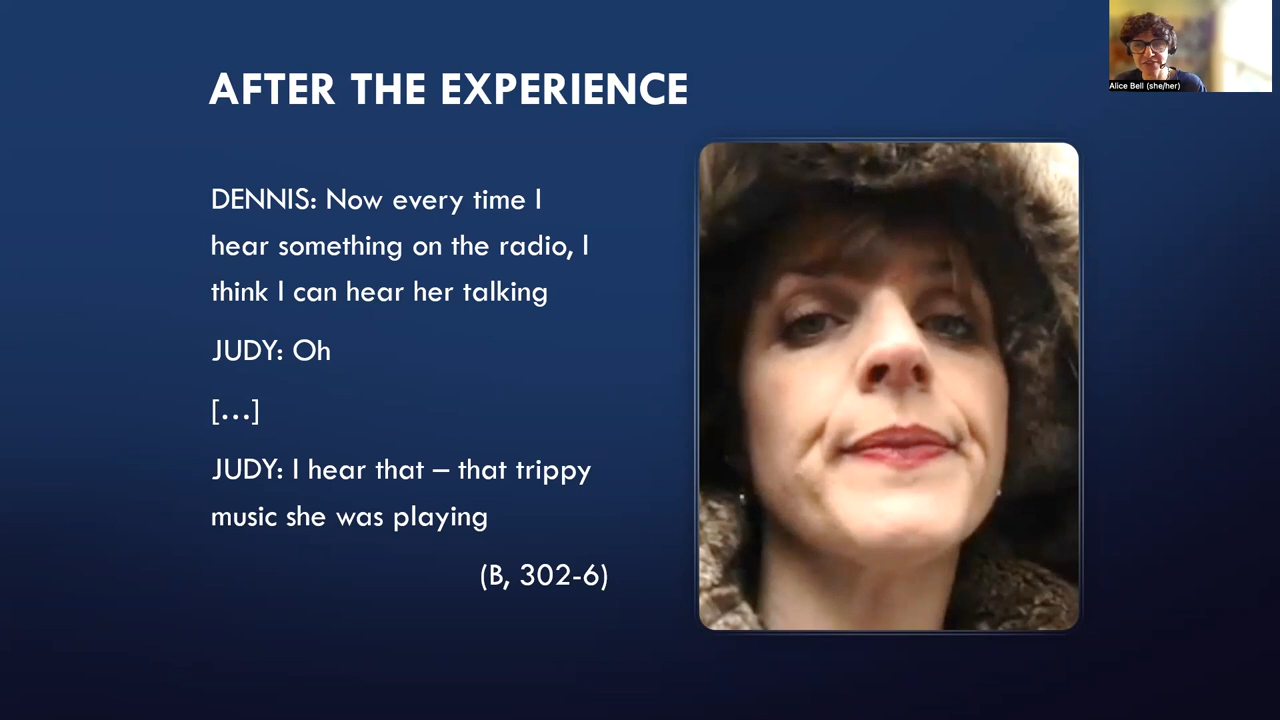 AFTER THE EXPERIENCE
DENNIS: Now every time I
hear something on the radio, I
think I can hear her talking
JUDY: Oh
[…]
JUDY: I hear that – that trippy
music she was playing
(B, 302-6)
Alice Bell (she/her)